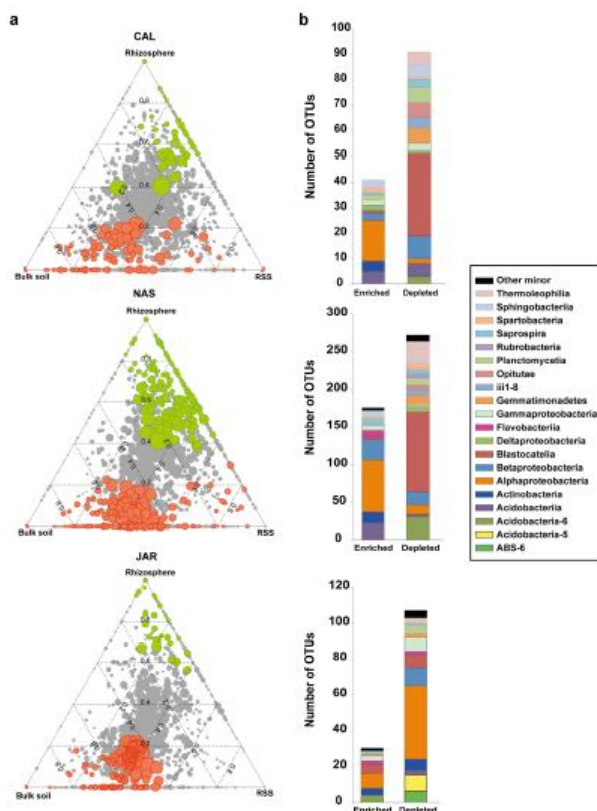 a
b
CAL
Rhizosphere
Bulk soil
RSS
NAS
Rhizosphere
Bulk soil
RSS
JAR
Rhizosphere
Bulk soil
RSS
Number of OTUs
100
90
80
70
60
50
40
30
20
10
0
Enriched
Depleted
Number of OTUs
300
250
200
150
100
50
0
Enriched
Depleted
Number of OTUs
120
100
80
60
40
20
0
Enriched
Depleted
Other minor
Thermoleophilia
Sphingobacteriia
Spartobacteria
Saprospira
Rubrobacteria
Planctomycetia
Opitutae
iii1-8
Gemmatimonadetes
Gammaproteobacteria
Flavobacteriia
Deltaproteobacteria
Blastocatelia
Betaproteobacteria
Alphaproteobacteria
Actinobacteria
Acidobacteriia
Acidobacteria-6
Acidobacteria-5
ABS-6